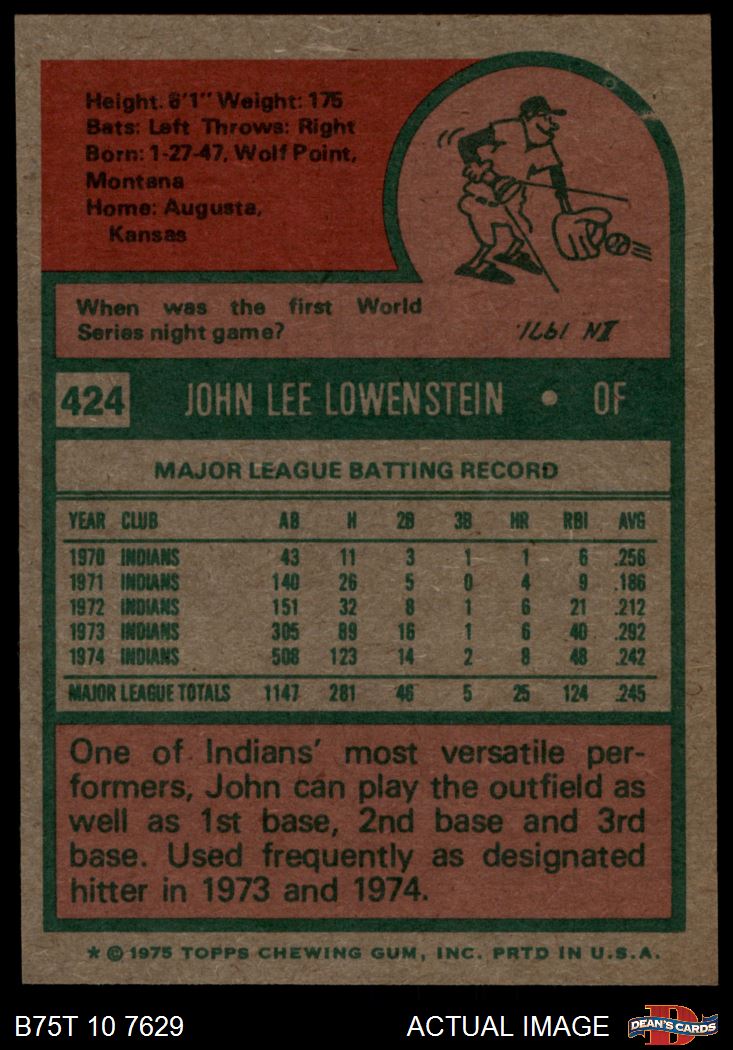 Height: 6'1" Weight: 175
Bats: Left Throws: Right
Born: 1-27-47, Wolf Point,
Montana
Home: Augusta,
Kansas
When was the first World
Series night game?
IN 1971.
424 JOHN LEE LOWENSTEIN • OF
MAJOR LEAGUE BATTING RECORD
YEAR CLUB AB H 2B 3B HR RBI AVG
1970 INDIANS 43 11 3 1 1 6 .256
1971 INDIANS 140 26 5 0 4 9 .186
1972 INDIANS 151 32 8 1 6 21 .212
1973 INDIANS 305 89 16 1 6 40 .292
1974 INDIANS 508 123 14 2 8 48 .242
MAJOR LEAGUE TOTALS 1147 281 46 5 25 124 .245
One of Indians' most versatile per-
formers, John can play the outfield as
well as 1st base, 2nd base and 3rd
base. Used frequently as designated
hitter in 1973 and 1974.
* © 1975 TOPPS CHEWING GUM, INC. PRTD IN U.S.A.
B75T 10 7629 ACTUAL IMAGE DEAN'S CARDS